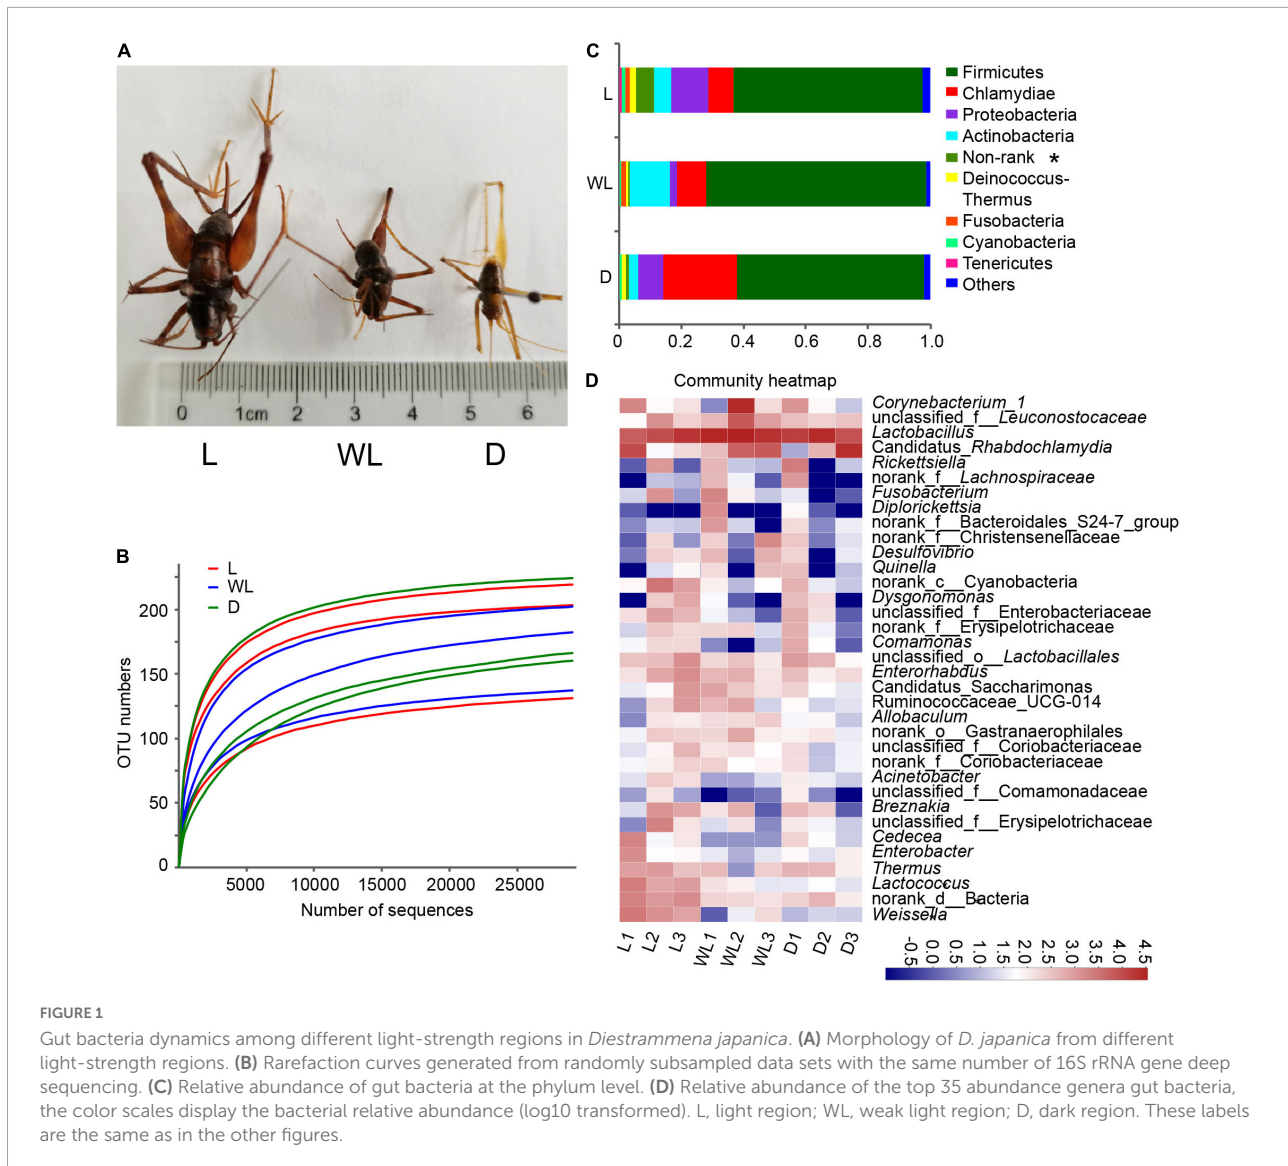 A
0 1cm 2 3 4 5 6
L WL D
B
L
WL
D
OTU numbers
200
150
100
50
0
5000 10000 15000 20000 25000
Number of sequences
C
L
WL
D
0 0.2 0.4 0.6 0.8 1.0
Firmicutes
Chlamydiae
Proteobacteria
Actinobacteria
Non-rank *
Deinococcus-
Thermus
Fusobacteria
Cyanobacteria
Tenericutes
Others
D
Community heatmap
Corynebacterium_1
unclassified_f__Leuconostocaceae
Lactobacillus
Candidatus_Rhabdochlamydia
Rickettsiella
norank_f__Lachnospiraceae
Fusobacterium
Diplorickettsia
norank_f__Bacteroidales_S24-7_group
norank_f__Christensenellaceae
Desulfovibrio
Quinella
norank_c__Cyanobacteria
Dysgonomonas
unclassified_f__Enterobacteriaceae
norank_f__Erysipelotrichaceae
Comamonas
unclassified_o__Lactobacillales
Enterorhabdus
Candidatus_Saccharimonas
Ruminococcaceae_UCG-014
Allobaculum
norank_o__Gastranaerophilales
unclassified_f__Coriobacteriaceae
norank_f__Coriobacteriaceae
Acinetobacter
unclassified_f__Comamonadaceae
Breznakia
unclassified_f__Erysipelotrichaceae
Cedecea
Enterobacter
Thermus
Lactococcus
norank_d__Bacteria
Weissella
L1 L2 L3 WL1 WL2 WL3 D1 D2 D3
-0.5 0.0 0.5 1.0 1.5 2.0 2.5 3.0 3.5 4.0 4.5
FIGURE 1
Gut bacteria dynamics among different light-strength regions in Diestrammena japanica. (A) Morphology of D. japanica from different
light-strength regions. (B) Rarefaction curves generated from randomly subsampled data sets with the same number of 16S rRNA gene deep
sequencing. (C) Relative abundance of gut bacteria at the phylum level. (D) Relative abundance of the top 35 abundance genera gut bacteria,
the color scales display the bacterial relative abundance (log10 transformed). L, light region; WL, weak light region; D, dark region. These labels
are the same as in the other figures.